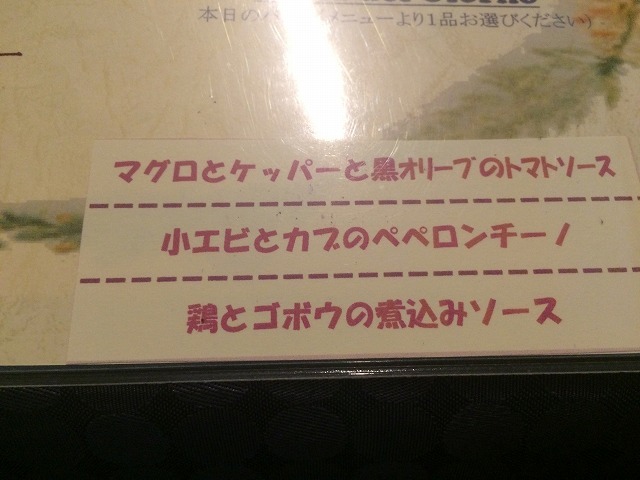 本日のパ メニューより1品お選びください)
マグロとケッパーと黒オリーブのトマトソース
小エビとカブのペペロンチーノ
鶏とゴボウの煮込みソース